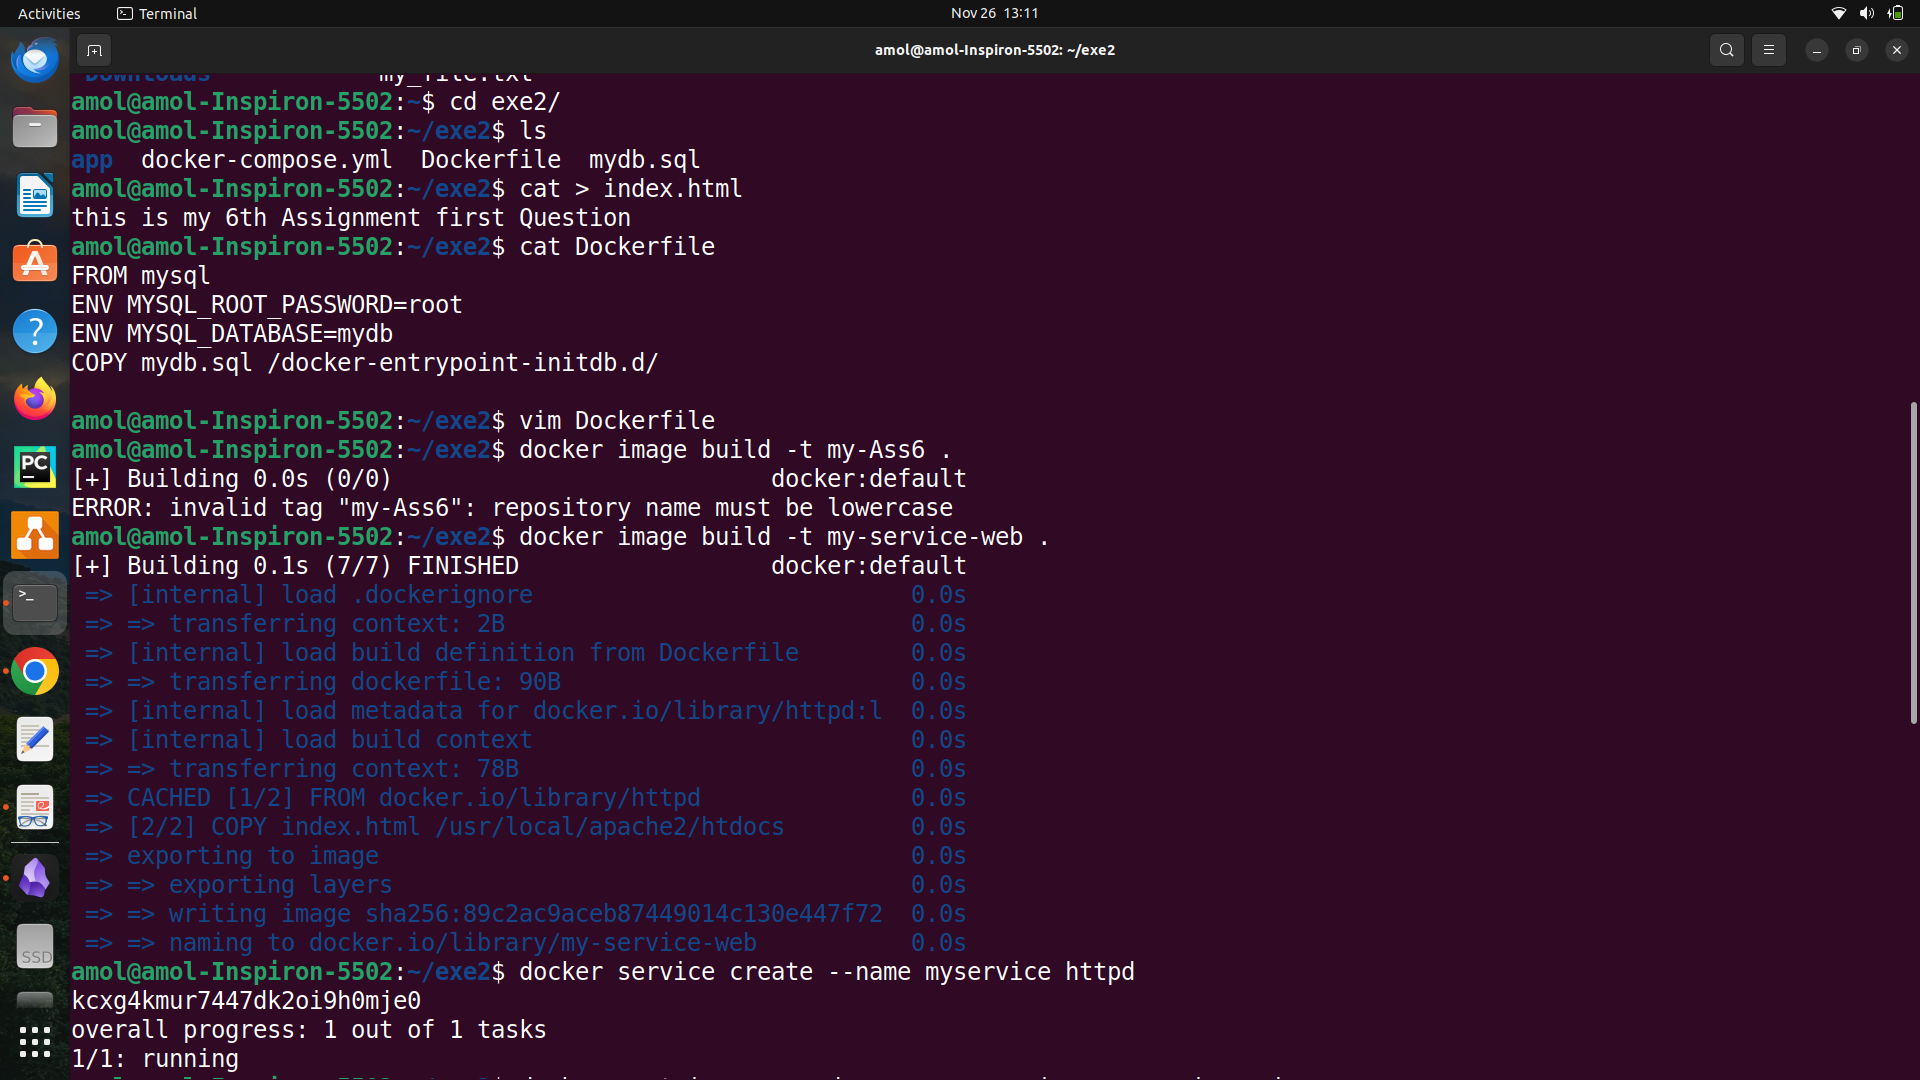 Activities Terminal Nov 26 13:11
amol@amol-Inspiron-5502: ~/exe2
Downloads my_file.txt
amol@amol-Inspiron-5502:~$ cd exe2/
amol@amol-Inspiron-5502:~/exe2$ ls
app docker-compose.yml Dockerfile mydb.sql
amol@amol-Inspiron-5502:~/exe2$ cat > index.html
this is my 6th Assignment first Question
amol@amol-Inspiron-5502:~/exe2$ cat Dockerfile
FROM mysql
ENV MYSQL_ROOT_PASSWORD=root
ENV MYSQL_DATABASE=mydb
COPY mydb.sql /docker-entrypoint-initdb.d/
amol@amol-Inspiron-5502:~/exe2$ vim Dockerfile
amol@amol-Inspiron-5502:~/exe2$ docker image build -t my-Ass6 .
[+] Building 0.0s (0/0) docker:default
ERROR: invalid tag "my-Ass6": repository name must be lowercase
amol@amol-Inspiron-5502:~/exe2$ docker image build -t my-service-web .
[+] Building 0.1s (7/7) FINISHED docker:default
=> [internal] load .dockerignore 0.0s
=> => transferring context: 2B 0.0s
=> [internal] load build definition from Dockerfile 0.0s
=> => transferring dockerfile: 90B 0.0s
=> [internal] load metadata for docker.io/library/httpd:l 0.0s
=> [internal] load build context 0.0s
=> => transferring context: 78B 0.0s
=> CACHED [1/2] FROM docker.io/library/httpd 0.0s
=> [2/2] COPY index.html /usr/local/apache2/htdocs 0.0s
=> exporting to image 0.0s
=> => exporting layers 0.0s
=> => writing image sha256:89c2ac9aceb87449014c130e447f72 0.0s
=> => naming to docker.io/library/my-service-web 0.0s
amol@amol-Inspiron-5502:~/exe2$ docker service create --name myservice httpd
kcxg4kmur7447dk2oi9h0mje0
overall progress: 1 out of 1 tasks
1/1: running
PC
SSD